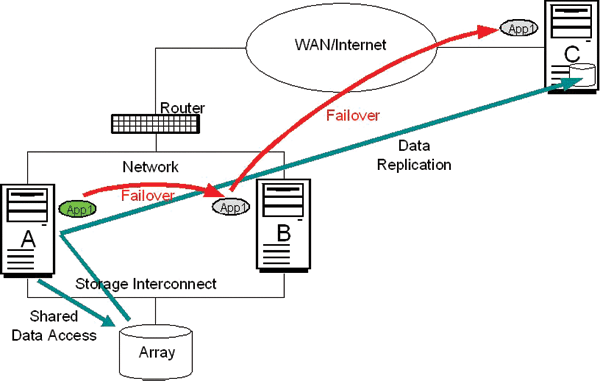 App1
C
WAN/Internet
Router
Failover
Data
Replication
Network
App1
Failover
App1
A
B
Storage Interconnect
Shared
Data Access
Array